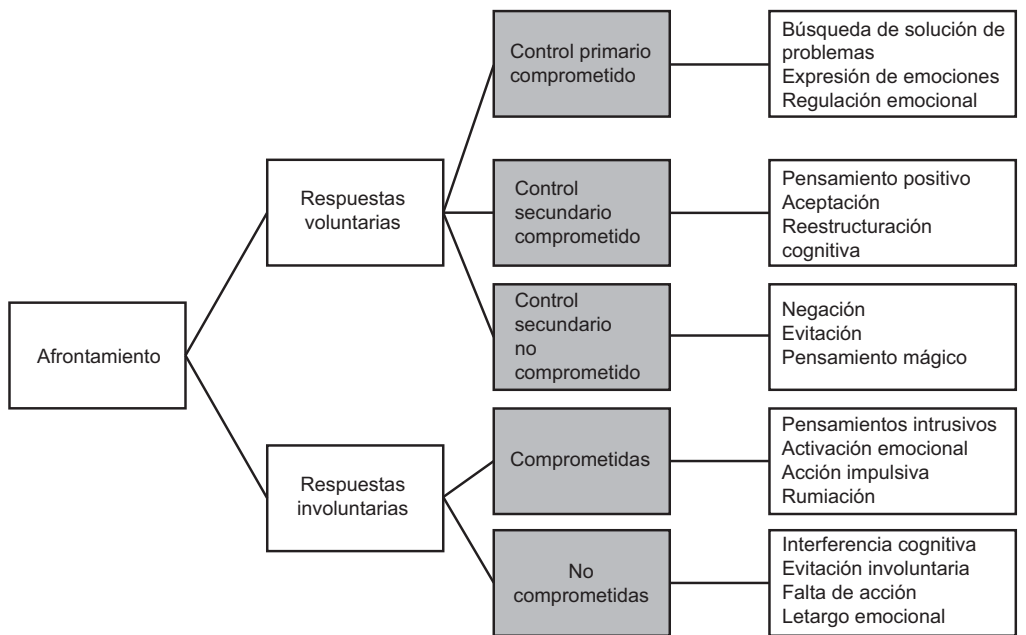 Afrontamiento
Respuestas
voluntarias
Control primario
comprometido
Búsqueda de solución de
problemas
Expresión de emociones
Regulación emocional
Control
secundario
comprometido
Pensamiento positivo
Aceptación
Reestructuración
cognitiva
Control
secundario
no
comprometido
Negación
Evitación
Pensamiento mágico
Respuestas
involuntarias
Comprometidas
Pensamientos intrusivos
Activación emocional
Acción impulsiva
Rumiación
No
comprometidas
Interferencia cognitiva
Evitación involuntaria
Falta de acción
Letargo emocional